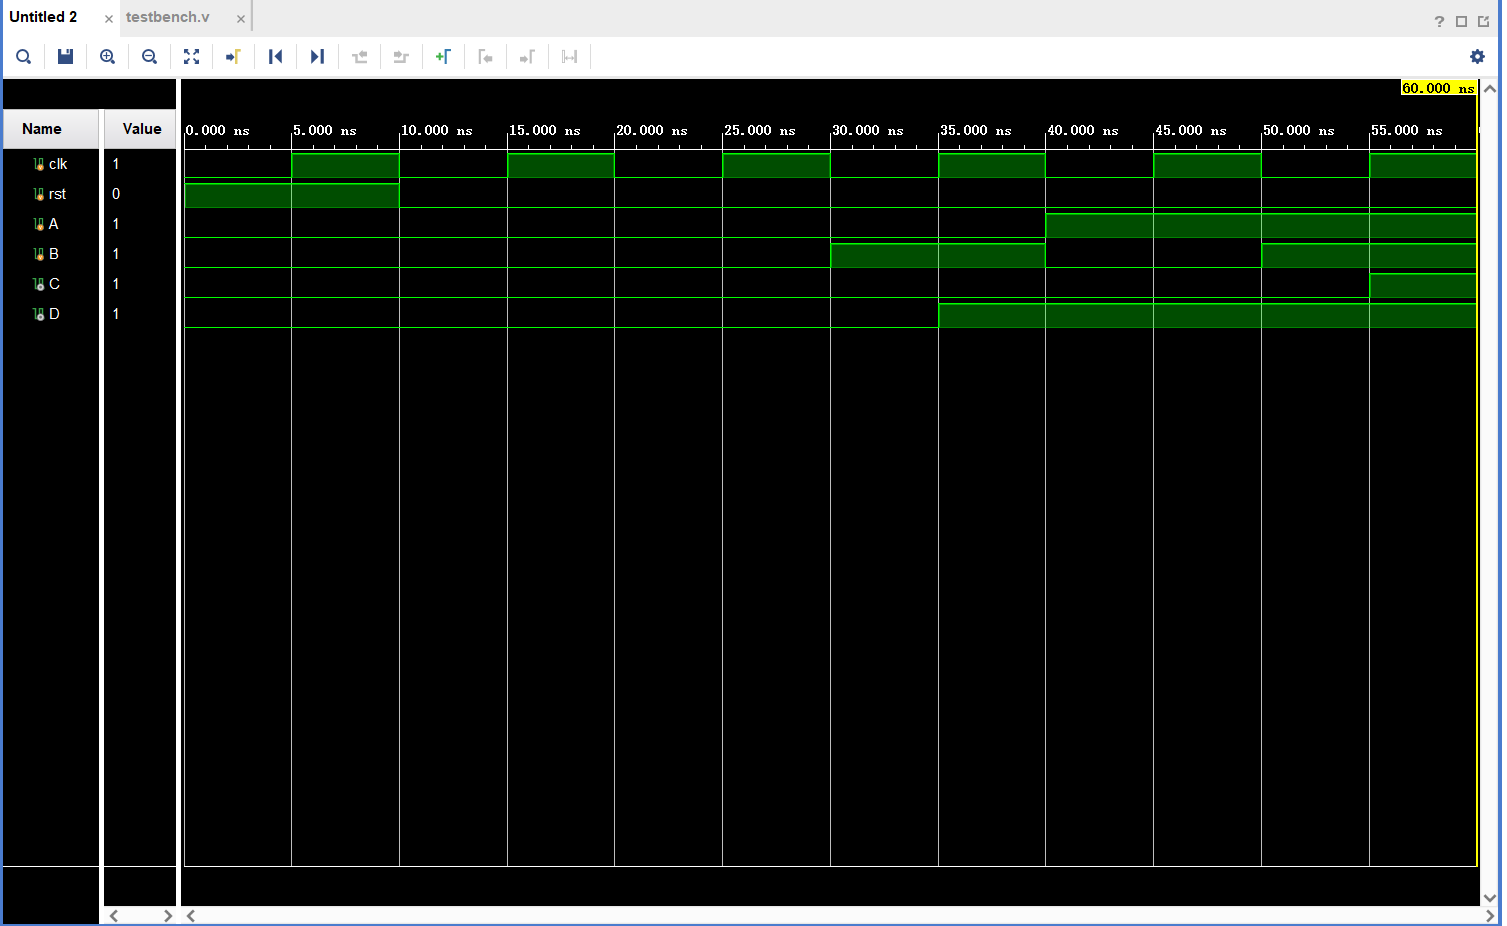 Untitled 2 × testbench.v ×
?
60.000 ns
Name Value
0.000 ns 5.000 ns 10.000 ns 15.000 ns 20.000 ns 25.000 ns 30.000 ns 35.000 ns 40.000 ns 45.000 ns 50.000 ns 55.000 ns
clk 1
rst 0
A 1
B 1
C 1
D 1